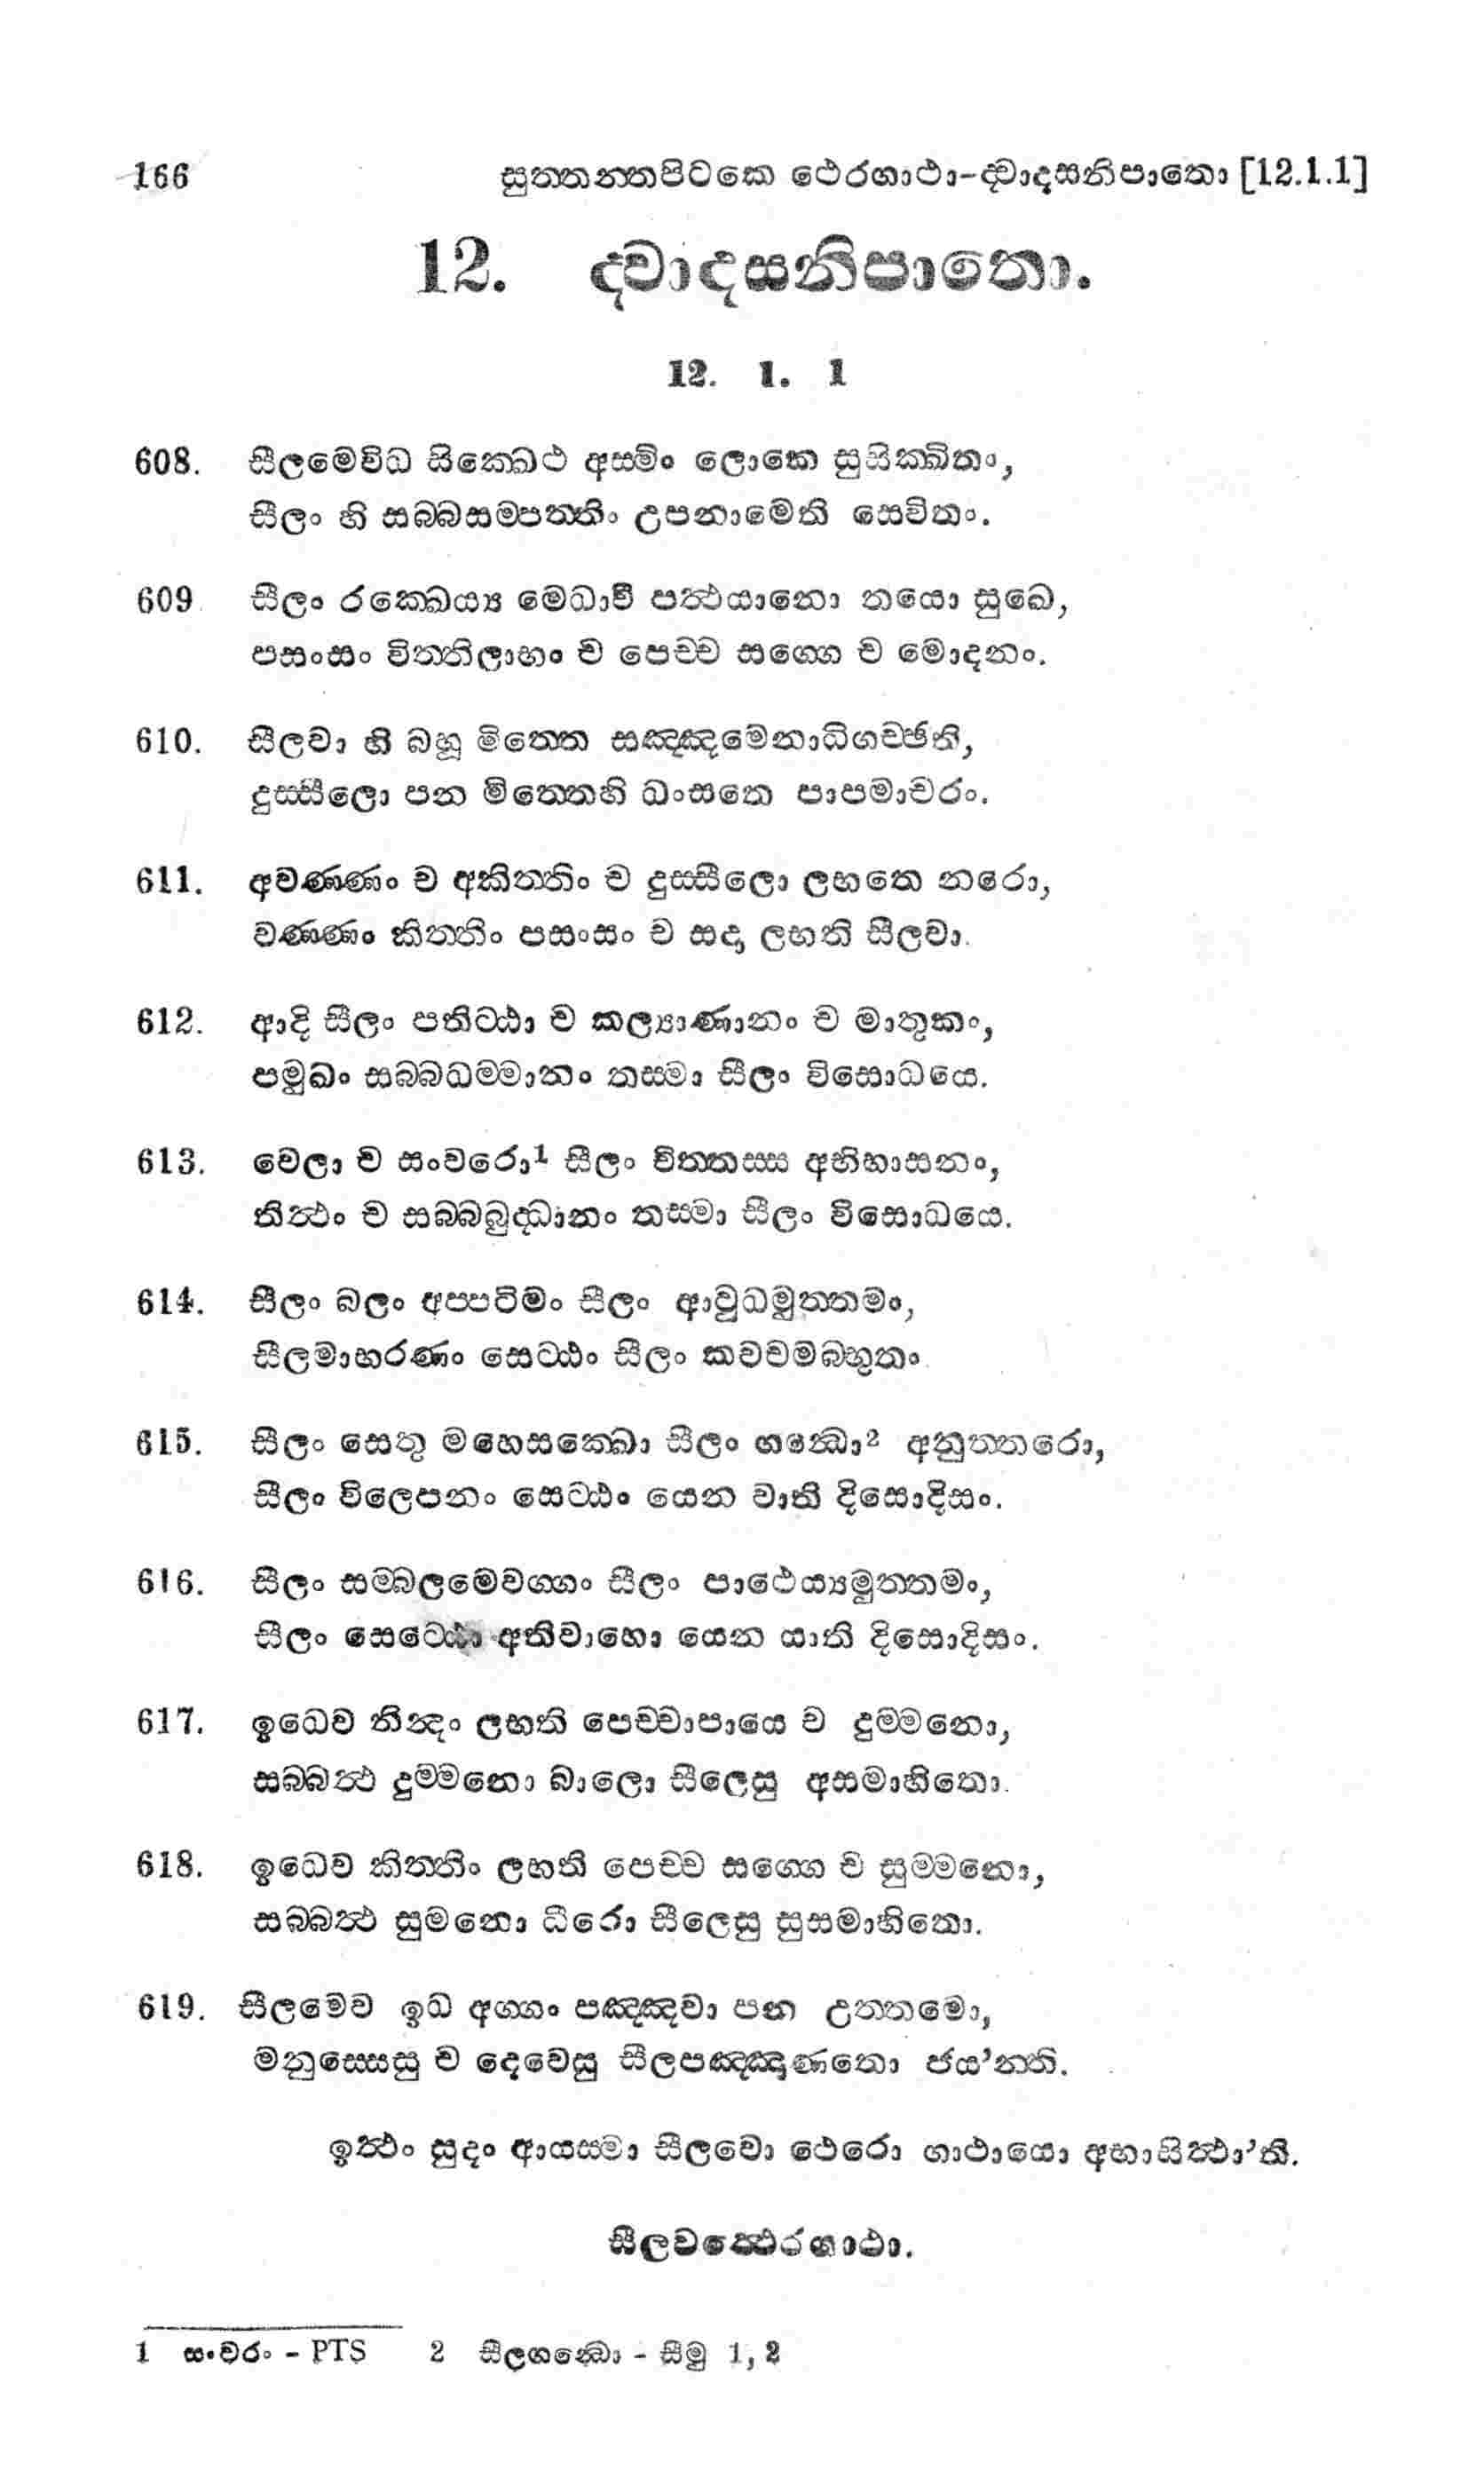 166 සුත්තන්තපිටකෙ ථෙරගාථා-ද්වාදසනිපාතො [12.1.1]
12. ද්වාදසනිපාතො.
12. 1. 1
608. සීලමෙවිධ සික්ඛෙථ අස්මිං ලොකෙ සුසික්ඛිතං,
සීලං හි සබ්බසම්පත්තිං උපනාමෙති සෙවිතං.
609 සීලං රක්ඛෙය්‍ය මෙධාවී පත්ථයානො තයො සුඛෙ,
පසංසං විත්තිලාභං ච පෙච්ච සග්ගෙ ච මොදනං.
610. සීලවා හි බහූ මිත්තෙ සඤ්ඤමෙනාධිගච්ඡති,
දුස්සීලො පන මිත්තෙහි ධංසතෙ පාපමාචරං.
611. අවණ්ණං ච අකිත්තිං ච දුස්සීලො ලභතෙ නරො,
වණ්ණං කිත්තිං පසංසං ච සදා ලභති සීලවා.
612. ආදි සීලං පතිට්ඨා ච කල්‍යාණානං ච මාතුකං,
පමුඛං සබ්බධම්මානං තස්මා සීලං විසොධයෙ.
613. වෙලා ච සංවරො1 සීලං චිත්තස්ස අභිභාසනං,
තිත්ථං ච සබ්බබුද්ධානං තස්මා සීලං විසොධයෙ.
614. සීලං බලං අප්පටිමං සීලං ආවුධමුත්තමං,
සීලමාභරණං සෙට්ඨං සීලං කවචමබ්භුතං.
615. සීලං සෙතු මහෙසක්ඛො සීලං ගන්ධො2 අනුත්තරො,
සීලං විලෙපනං සෙට්ඨං යෙන වාති දිසොදිසං.
616. සීලං සම්බලමෙවග්ගං සීලං පාථෙය්‍යමුත්තමං,
සීලං සෙට්ඨො අතිවාහො යෙන යාති දිසොදිසං.
617. ඉධෙව නින්දං ලභති පෙච්චාපායෙ ච දුම්මනො,
සබ්බත්ථ දුම්මනො බාලො සීලෙසු අසමාහිතො.
618. ඉධෙව කිත්තිං ලභති පෙච්ච සග්ගෙ ච සුම්මනො,
සබ්බත්ථ සුමනො ධීරො සීලෙසු සුසමාහිතො.
619. සීලමෙව ඉධ අග්ගං පඤ්ඤවා පන උත්තමො,
මනුස්සෙසු ච දෙවෙසු සීලපඤ්ඤාණතො ජය’න්ති.
ඉත්ථං සුදං ආයස්මා සීලවො ථෙරො ගාථායො අභාසිත්ථා’ති.
සීලවත්ථෙරගාථා.
1 සංවරං - PTS 2 සීලගන්ධො - සීමු 1, 2